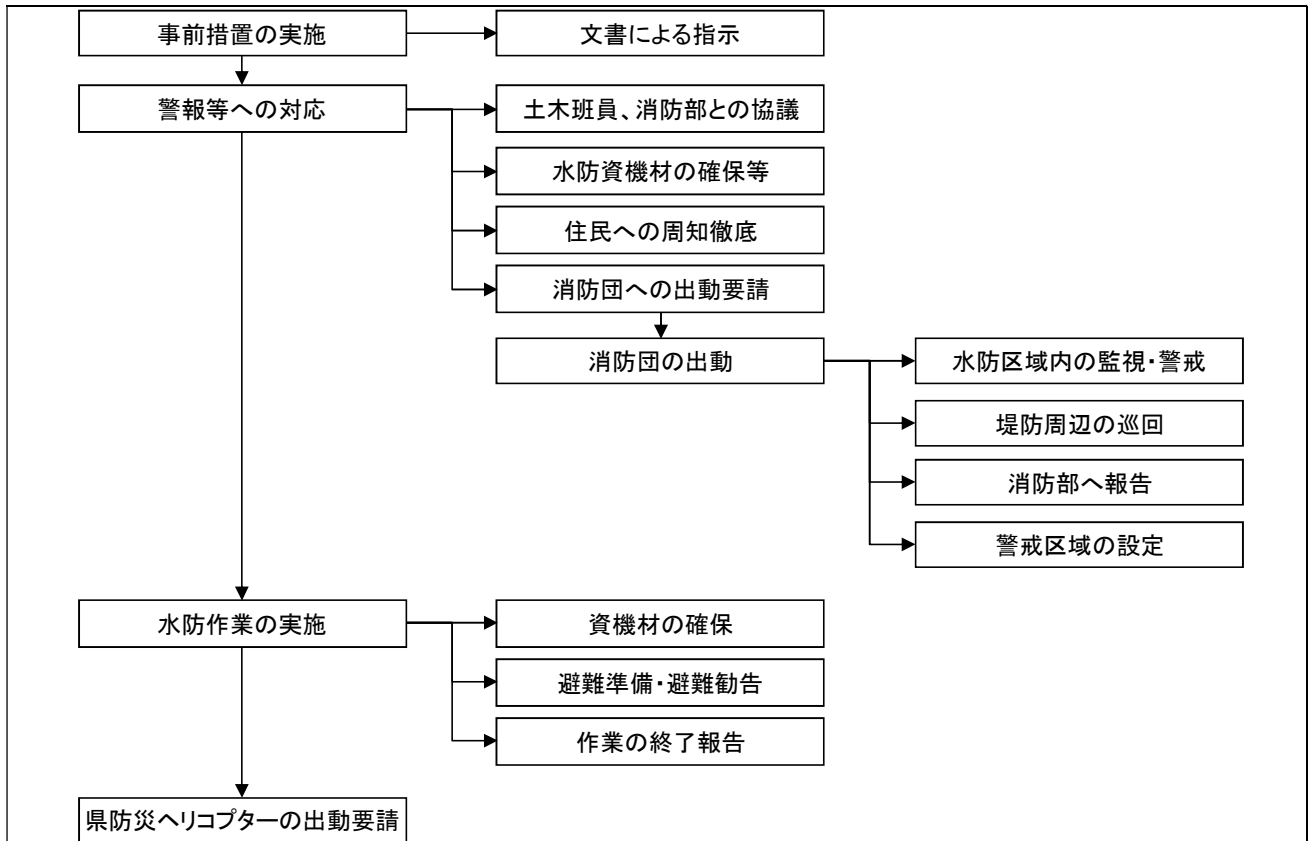 事前措置の実施
文書による指示
警報等への対応
土木班員、消防部との協議
水防資機材の確保等
住民への周知徹底
消防団への出動要請
消防団の出動
水防区域内の監視・警戒
堤防周辺の巡回
消防部へ報告
警戒区域の設定
水防作業の実施
資機材の確保
避難準備・避難勧告
作業の終了報告
県防災ヘリコプターの出動要請